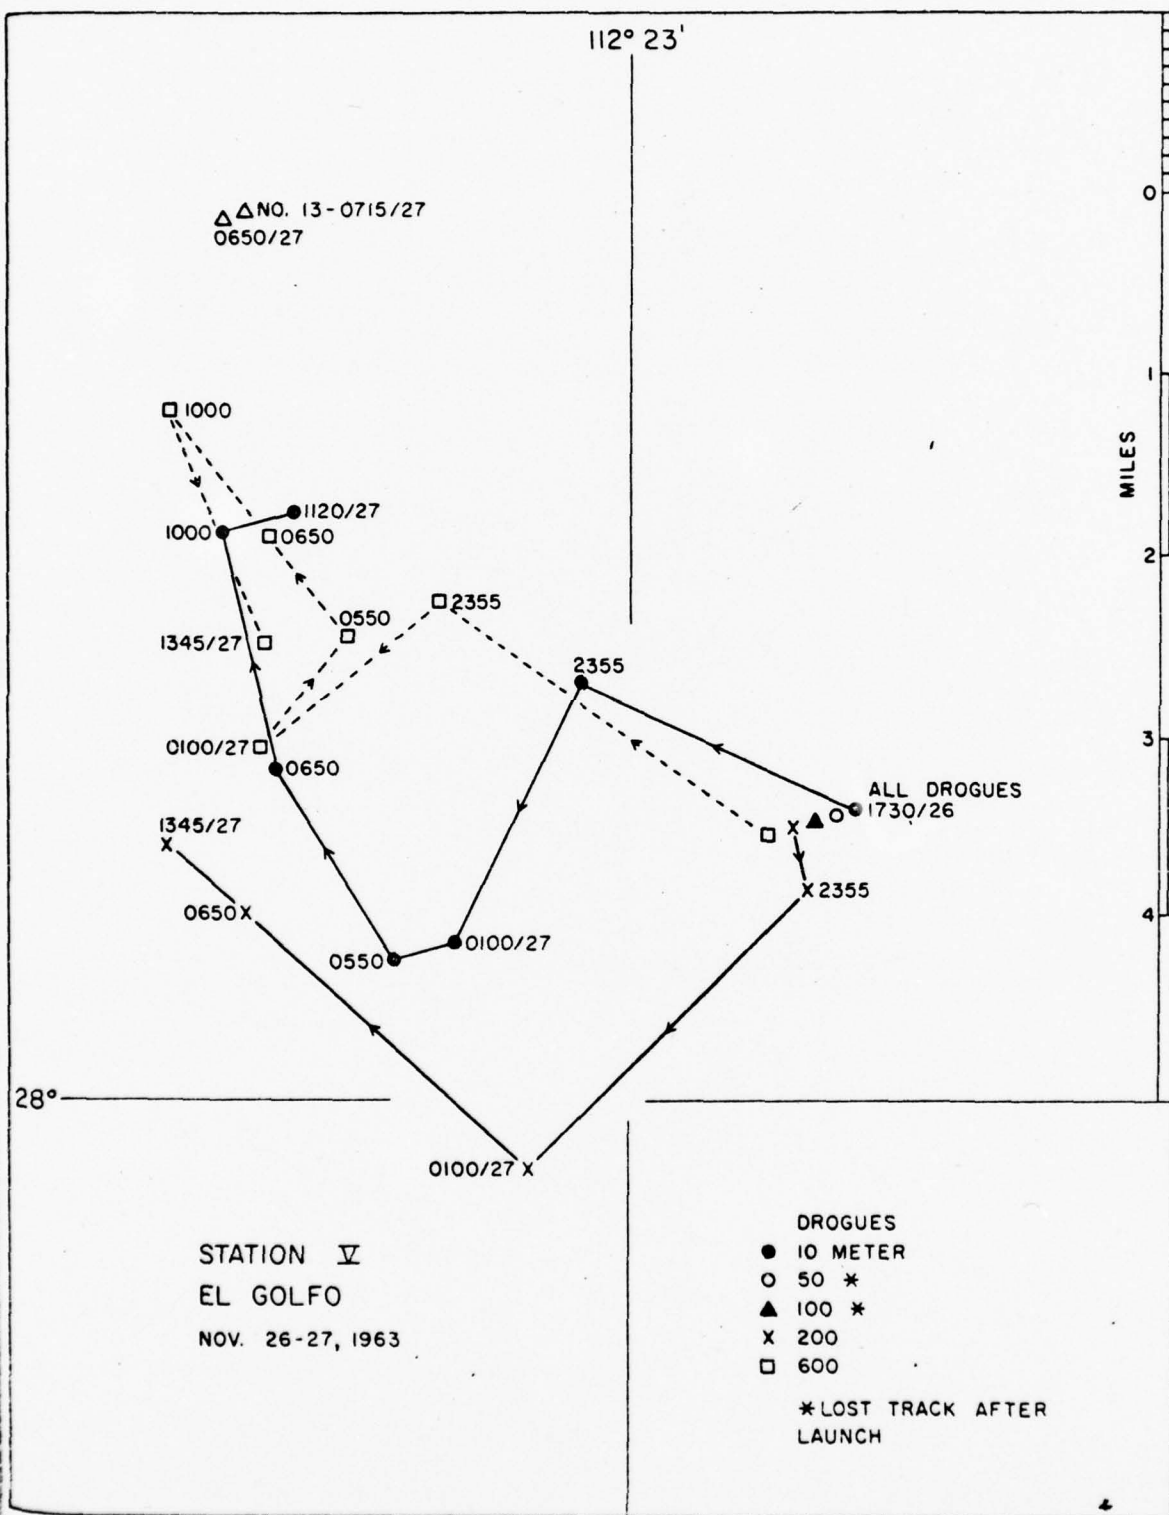 112° 23'
0
NO. 13-0715/27
0650/27
1
1000
MILES
1120/27
1000
0650
2
2355
0550
1345/27
2355
3
0100/27
0650
ALL DROGUES
1730/26
1345/27
2355
0650
4
0100/27
0550
28°
0100/27
DROGUES
10 METER
50 *
100 *
200
600
*LOST TRACK AFTER
LAUNCH
STATION V
EL GOLFO
NOV. 26-27, 1963